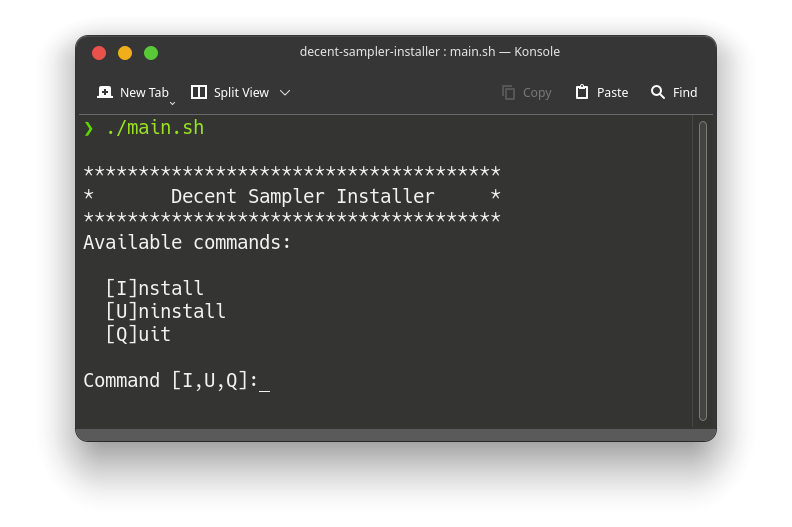 decent-sampler-installer : main.sh — Konsole
New Tab Split View Copy Paste Find
❯ ./main.sh
**************************************
*       Decent Sampler Installer     *
**************************************
Available commands:
[I]nstall
[U]ninstall
[Q]uit
Command [I,U,Q]:_